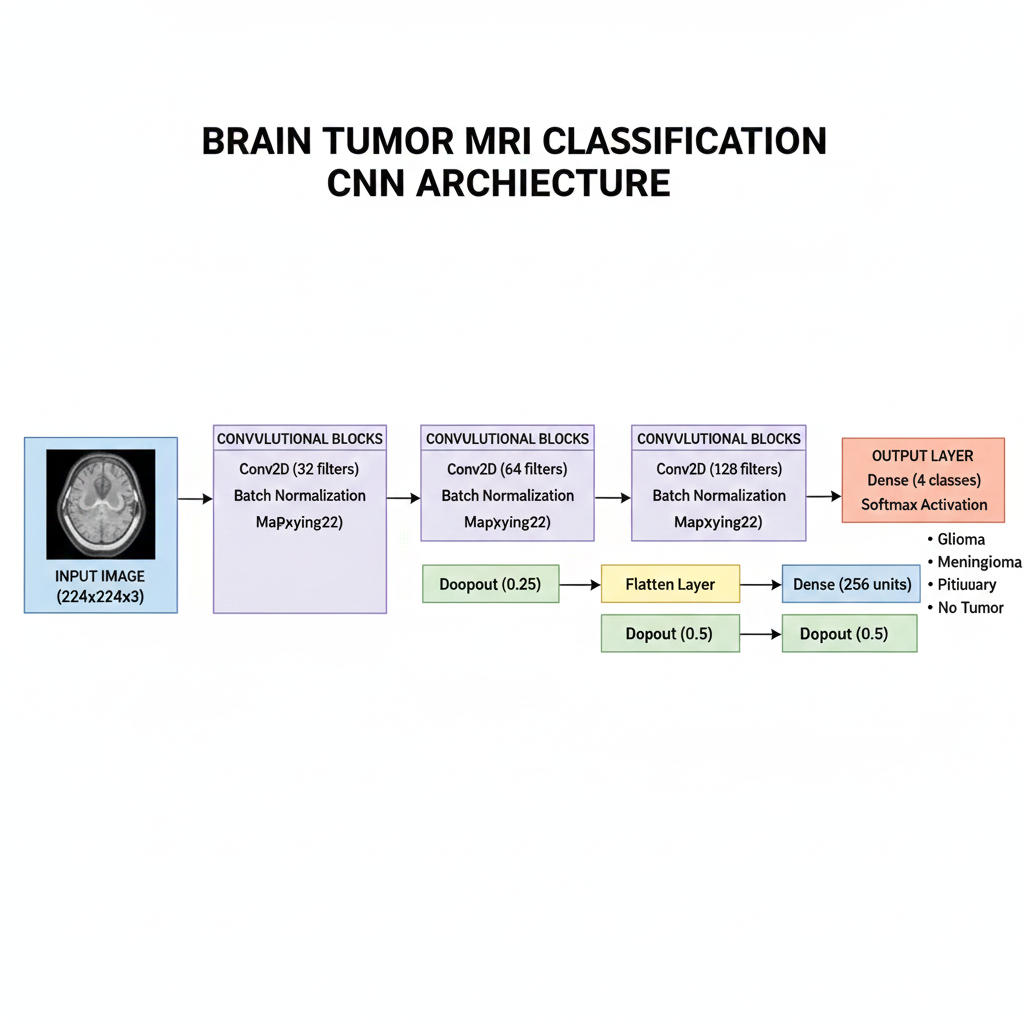 BRAIN TUMOR MRI CLASSIFICATION
CNN ARCHIECTURE
INPUT IMAGE
(224x224x3)
CONVVLUTIONAL BLOCKS
Conv2D (32 filters)
Batch Normalization
MaPxying22)
CONVVLUTIONAL BLOCKS
Conv2D (64 filters)
Batch Normalization
Mapxying22)
CONVVLUTIONAL BLOCKS
Conv2D (128 filters)
Batch Normalization
Mapxying22)
OUTPUT LAYER
Dense (4 classes)
Softmax Activation
• Glioma
• Meningioma
• Pitiuuary
• No Tumor
Doopout (0.25)
Flatten Layer
Dense (256 units)
Dopout (0.5)
Dopout (0.5)